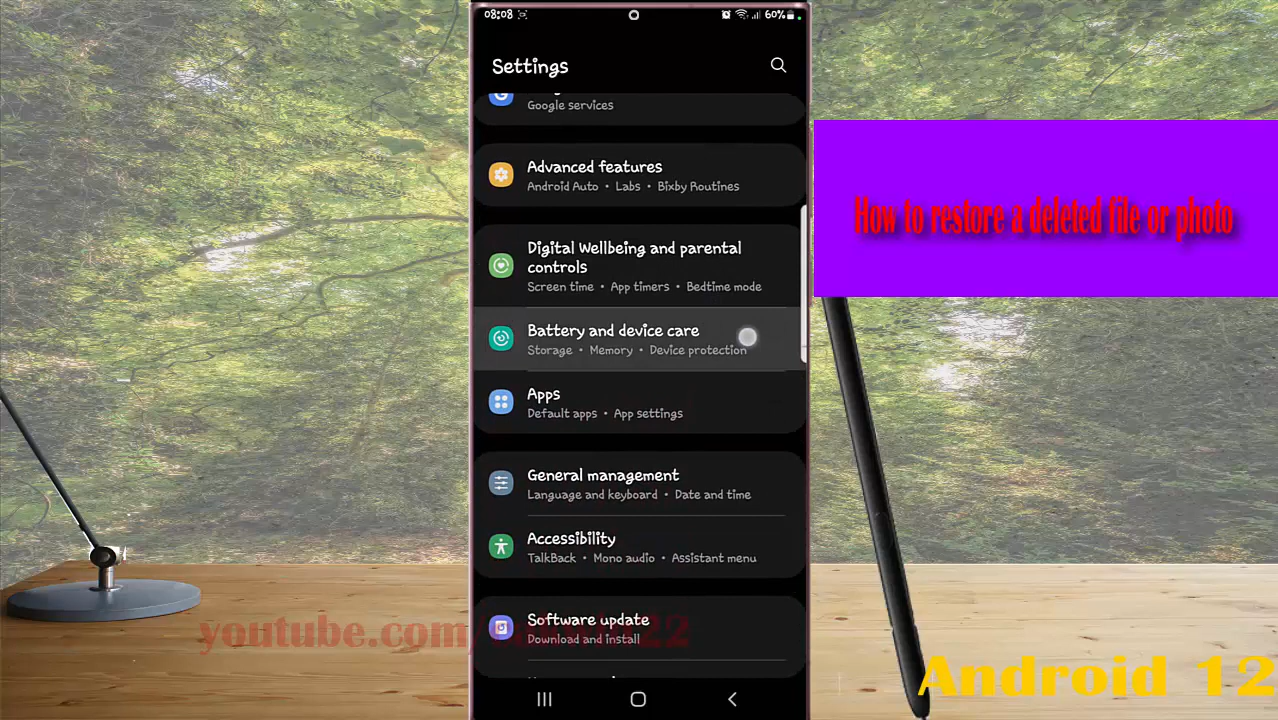 08:08
60%
Settings
Google services
Advanced features
Android Auto • Labs • Bixby Routines
Digital Wellbeing and parental
controls
Screen time • App timers • Bedtime mode
Battery and device care
Storage • Memory • Device protection
Apps
Default apps • App settings
General management
Language and keyboard • Date and time
Accessibility
TalkBack • Mono audio • Assistant menu
Software update
Download and install
How to restore a deleted file or photo
youtube.com/
Android 12